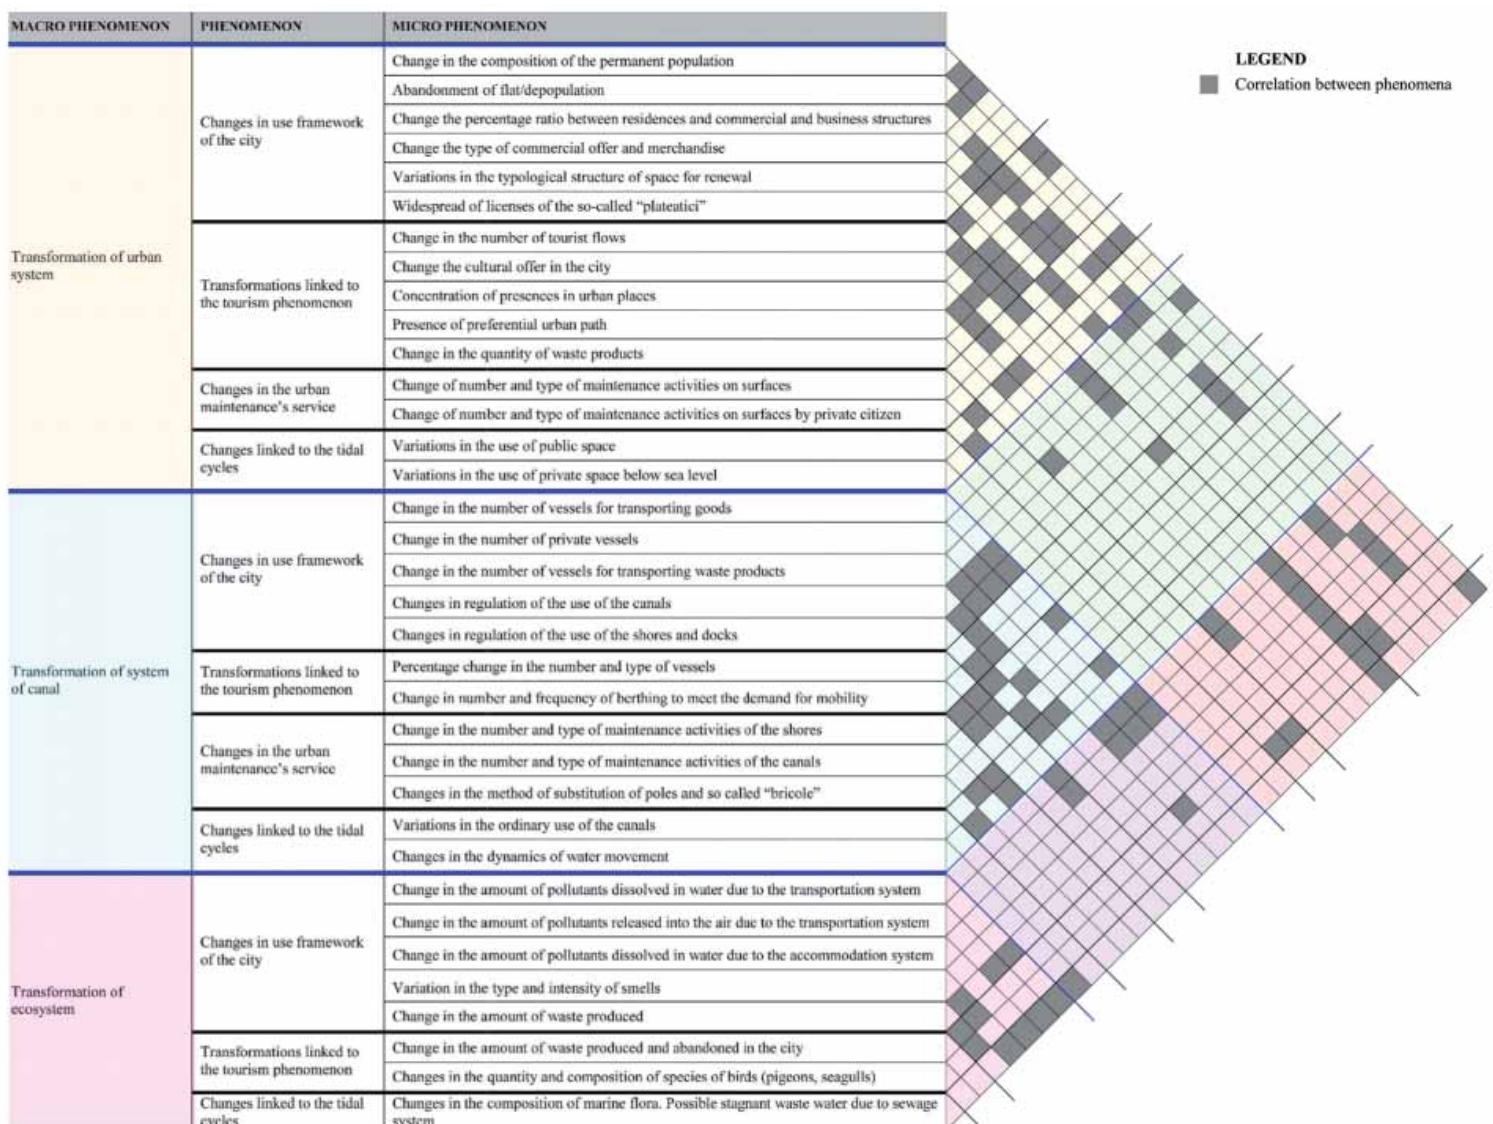 MACRO PHENOMENON PHENOMENON MICRO PHENOMENON
LEGEND
Correlation between phenomena
Transformation of urban
system
Changes in use framework
of the city
Change in the composition of the permanent population
Abandonment of flat/depopulation
Change the percentage ratio between residences and commercial and business structures
Change the type of commercial offer and merchandise
Variations in the typological structure of space for renewal
Widespread of licenses of the so-called “plateatici”
Transformations linked to
the tourism phenomenon
Change in the number of tourist flows
Change the cultural offer in the city
Concentration of presences in urban places
Presence of preferential urban path
Change in the quantity of waste products
Changes in the urban
maintenance’s service
Change of number and type of maintenance activities on surfaces
Change of number and type of maintenance activities on surfaces by private citizen
Changes linked to the tidal
cycles
Variations in the use of public space
Variations in the use of private space below sea level
Transformation of system
of canal
Changes in use framework
of the city
Change in the number of vessels for transporting goods
Change in the number of private vessels
Change in the number of vessels for transporting waste products
Changes in regulation of the use of the canals
Changes in regulation of the use of the shores and docks
Transformations linked to
the tourism phenomenon
Percentage change in the number and type of vessels
Change in number and frequency of berthing to meet the demand for mobility
Changes in the urban
maintenance’s service
Change in the number and type of maintenance activities of the shores
Change in the number and type of maintenance activities of the canals
Changes in the method of substitution of poles and so called “bricole”
Changes linked to the tidal
cycles
Variations in the ordinary use of the canals
Changes in the dynamics of water movement
Transformation of
ecosystem
Changes in use framework
of the city
Change in the amount of pollutants dissolved in water due to the transportation system
Change in the amount of pollutants released into the air due to the transportation system
Change in the amount of pollutants dissolved in water due to the accommodation system
Variation in the type and intensity of smells
Change in the amount of waste produced
Transformations linked to
the tourism phenomenon
Change in the amount of waste produced and abandoned in the city
Changes in the quantity and composition of species of birds (pigeons, seagulls)
Changes linked to the tidal
cycles
Changes in the composition of marine flora. Possible stagnant waste water due to sewage
system